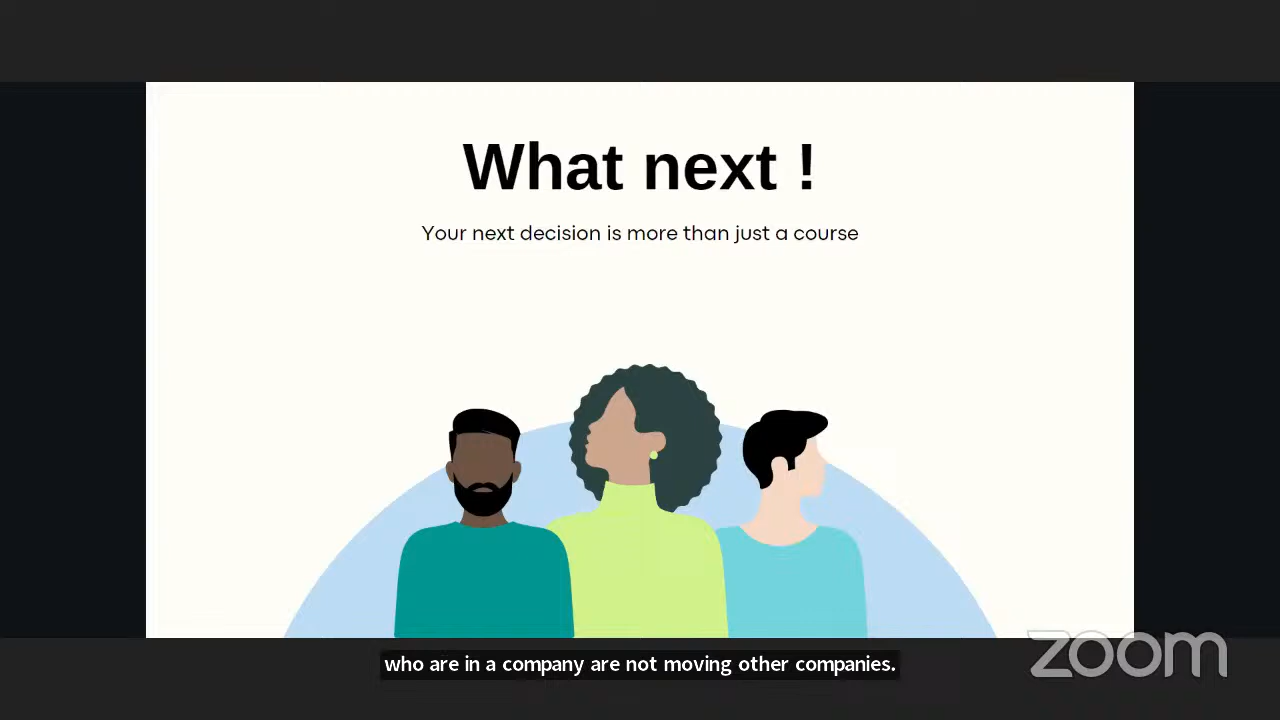 What next !
Your next decision is more than just a course
who are in a company are not moving other companies.
zoom